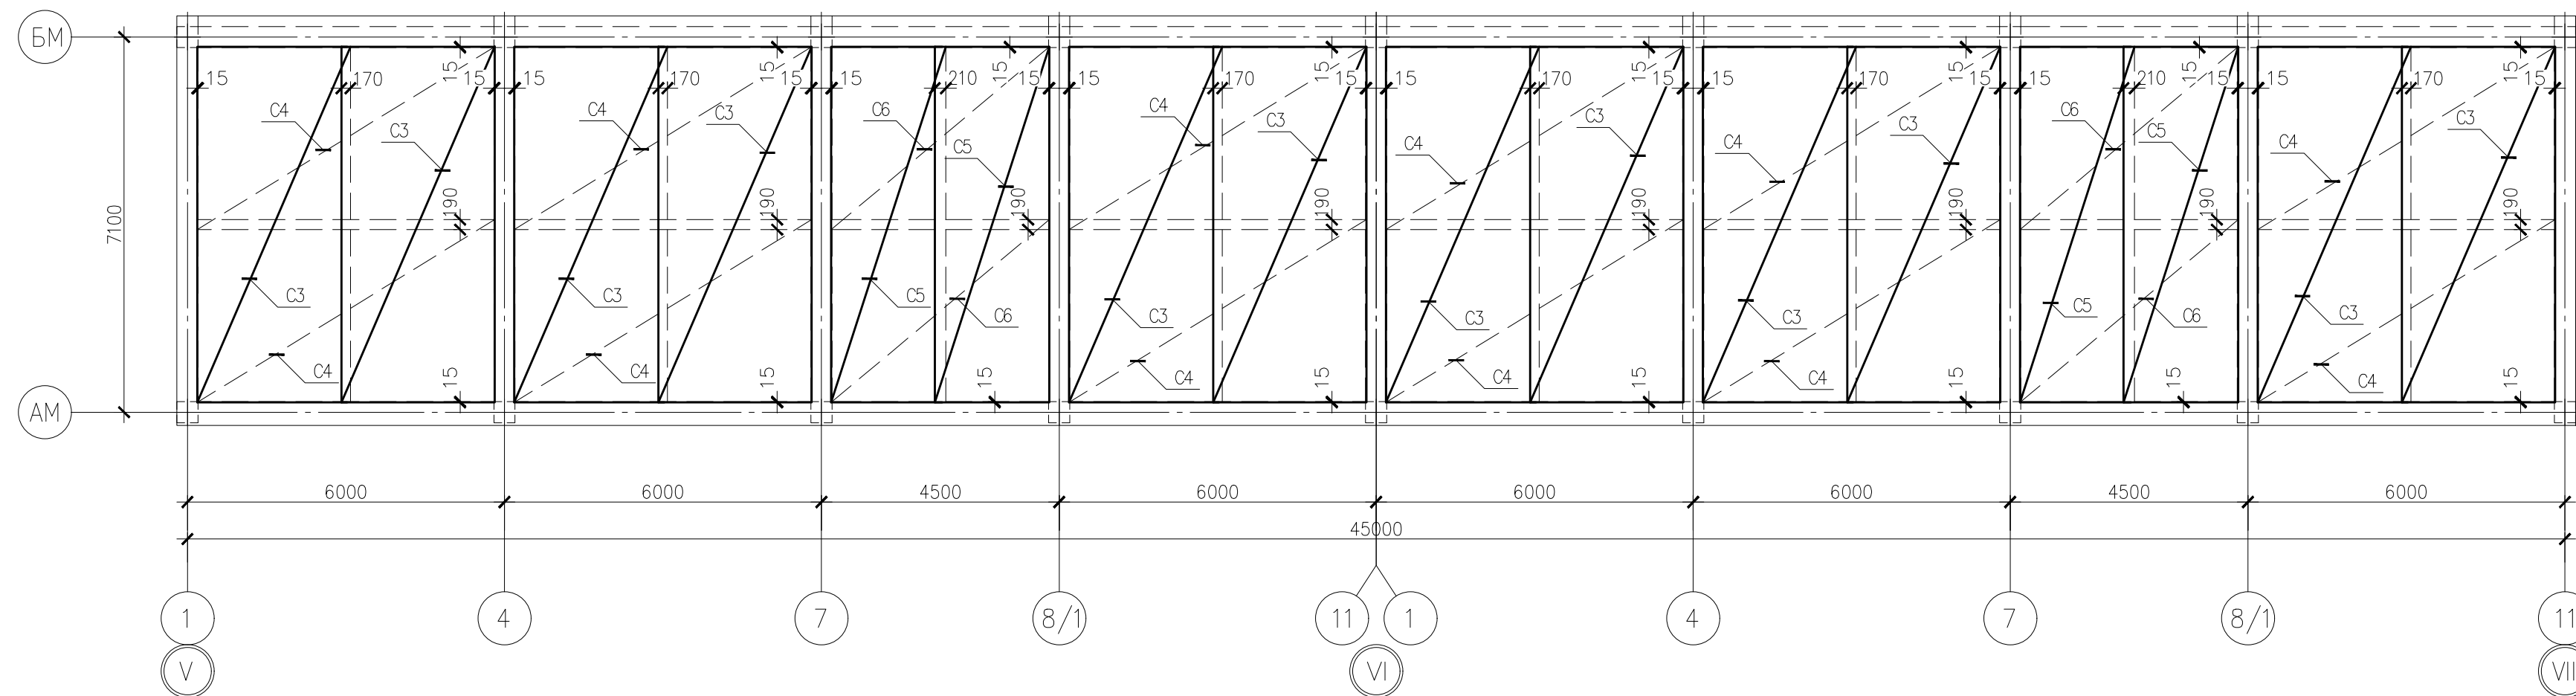 БМ
15 170 15 15
15 170 15 15
15 210 15 15
15 170 15 15
15 170 15 15
15 170 15 15
15 210 15 15
15 170 15 15
С4 С3 С4 С3 С6 С5 С4 С3 С4 С3 С4 С3 С6 С5 С4 С3
7100
190 190 190 190 190 190 190 190
С3 С3 С5 С6 С3 С3 С3 С5 С6 С3
С4 С4 С4 С4 С4 С4
15 15 15 15 15 15 15 15
АМ
6000 6000 4500 6000 6000 6000 4500 6000
45000
1 4 7 8/1 11 1 4 7 8/1 11
V VI VII